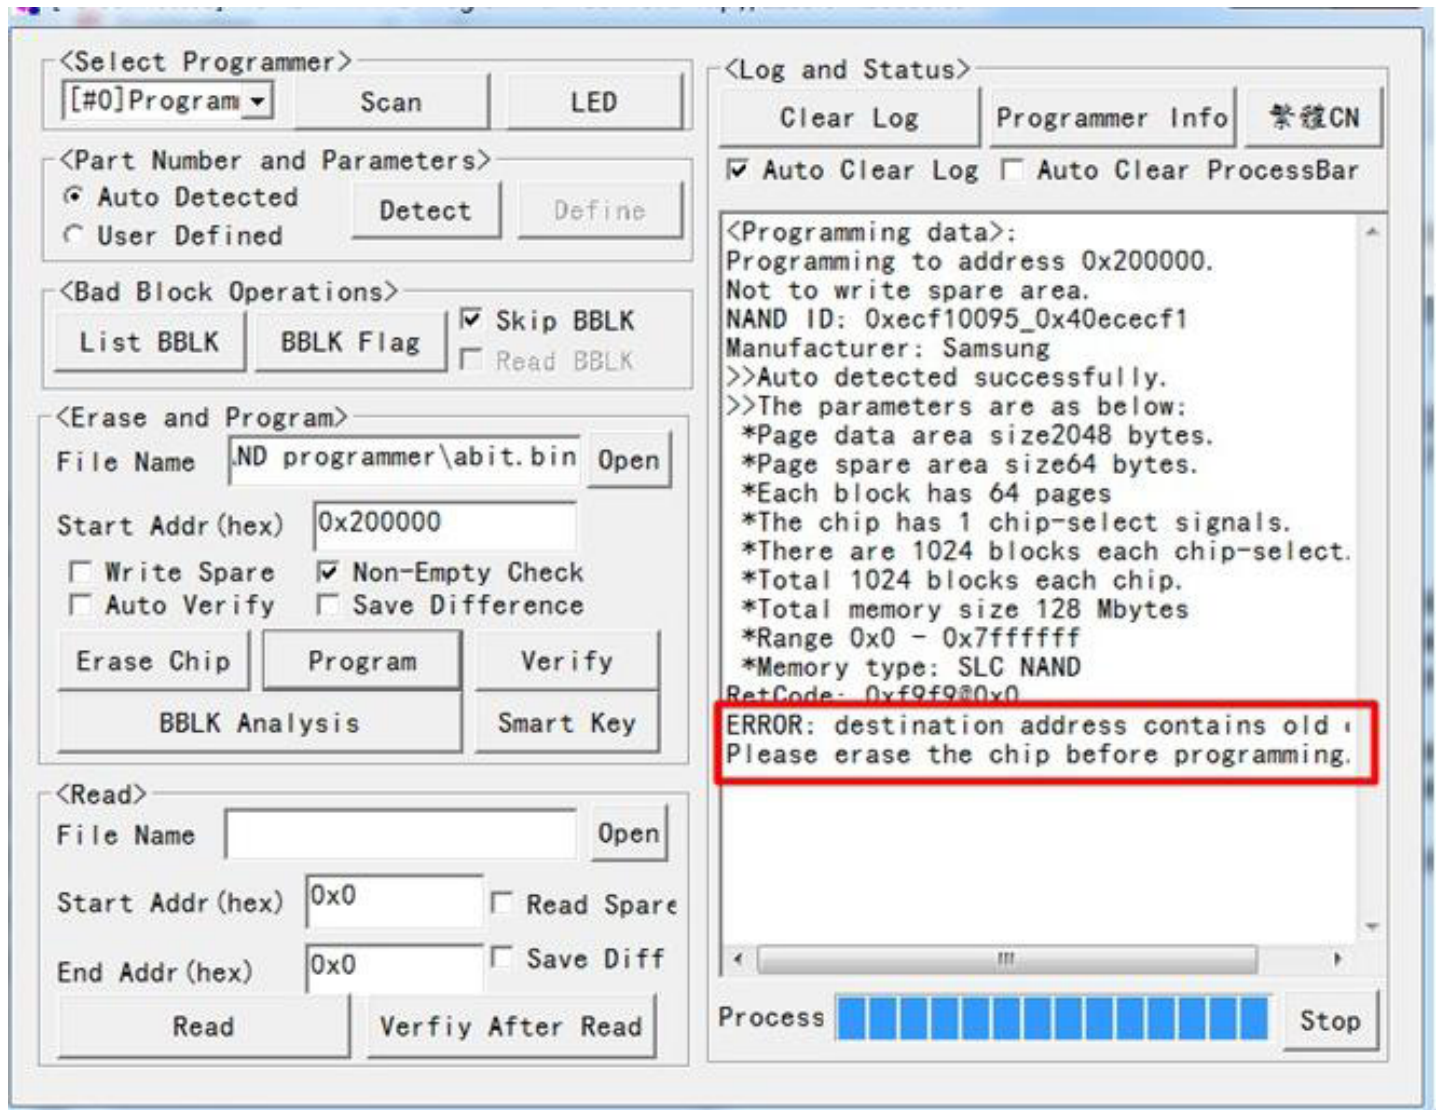 <Select Programmer>
[#0]Program
Scan
LED
<Part Number and Parameters>
Auto Detected
User Defined
Detect
Define
<Bad Block Operations>
List BBLK
BBLK Flag
Skip BBLK
Read BBLK
<Erase and Program>
File Name
.ND programmer\abit.bin
Open
Start Addr(hex)
0x200000
Write Spare
Non-Empty Check
Auto Verify
Save Difference
Erase Chip
Program
Verify
BBLK Analysis
Smart Key
<Read>
File Name
Open
Start Addr(hex)
0x0
Read Spare
End Addr(hex)
0x0
Save Diff
Read
Verfiy After Read
<Log and Status>
Clear Log
Programmer Info
繁體CN
Auto Clear Log
Auto Clear ProcessBar
<Programming data>:
Programming to address 0x200000.
Not to write spare area.
NAND ID: 0xecf10095_0x40ececf1
Manufacturer: Samsung
>>Auto detected successfully.
>>The parameters are as below:
*Page data area size2048 bytes.
*Page spare area size64 bytes.
*Each block has 64 pages
*The chip has 1 chip-select signals.
*There are 1024 blocks each chip-select.
*Total 1024 blocks each chip.
*Total memory size 128 Mbytes
*Range 0x0 - 0x7ffffff
*Memory type: SLC NAND
RetCode: 0xf9f9@0x0
ERROR: destination address contains old
Please erase the chip before programming.
Process
Stop